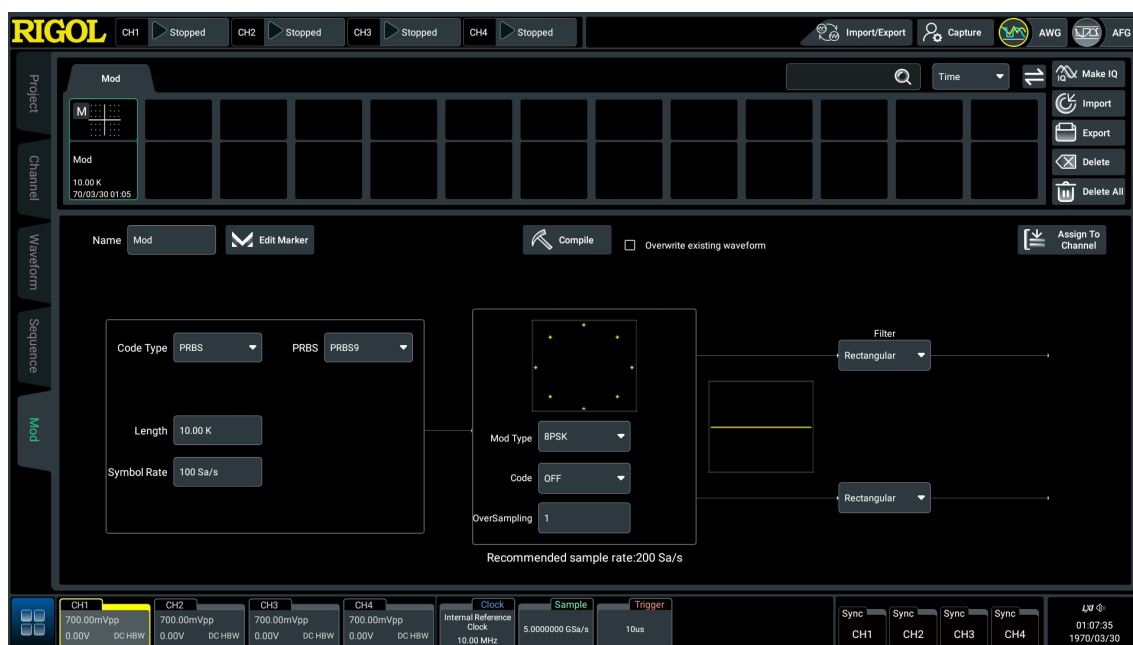 RIGOL CH1 Stopped CH2 Stopped CH3 Stopped CH4 Stopped Import/Export Capture AWG AFG
Project
Channel
Waveform
Sequence
Mod
Mod
Time
IQ Make IQ
Import
Export
Delete
Delete All
M
Mod
10.00 K
70/03/30 01:05
Name Mod Edit Marker Compile Overwrite existing waveform Assign To
Channel
Code Type PRBS PRBS PRBS9
Length 10.00 K
Symbol Rate 100 Sa/s
Mod Type 8PSK
Code OFF
OverSampling 1
Recommended sample rate:200 Sa/s
Filter
Rectangular
Rectangular
CH1
700.00mVpp
0.00V DC HBW
CH2
700.00mVpp
0.00V DC HBW
CH3
700.00mVpp
0.00V DC HBW
CH4
700.00mVpp
0.00V DC HBW
Clock
Internal Reference
Clock
10.00 MHz
Sample
5.0000000 GSa/s
Trigger
10us
Sync
CH1
Sync
CH2
Sync
CH3
Sync
CH4
LXI
01:07:35
1970/03/30